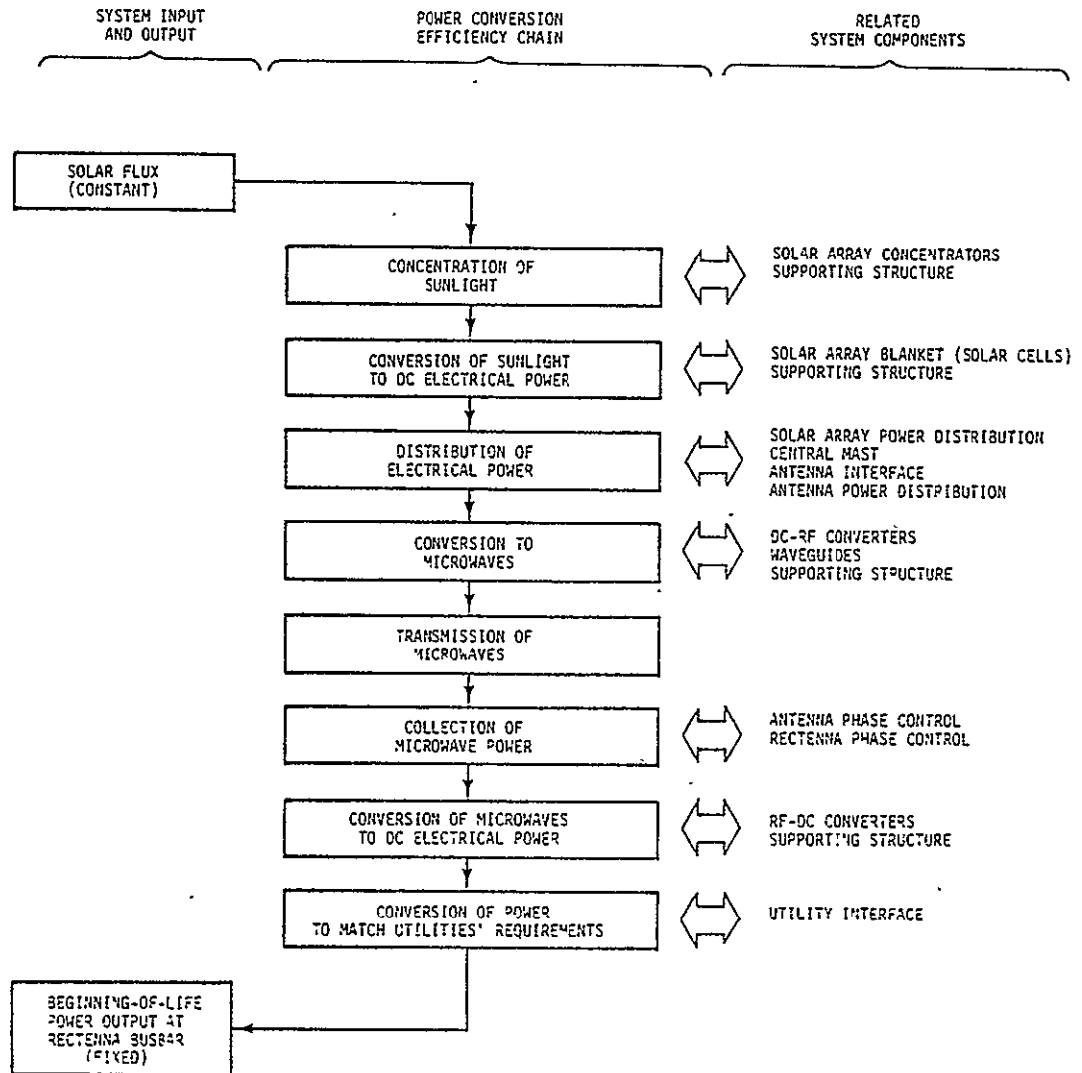 SYSTEM INPUT
AND OUTPUT
POWER CONVERSION
EFFICIENCY CHAIN
RELATED
SYSTEM COMPONENTS
SOLAR FLUX
(CONSTANT)
CONCENTRATION OF
SUNLIGHT
SOLAR ARRAY CONCENTRATORS
SUPPORTING STRUCTURE
CONVERSION OF SUNLIGHT
TO DC ELECTRICAL POWER
SOLAR ARRAY BLANKET (SOLAR CELLS)
SUPPORTING STRUCTURE
DISTRIBUTION OF
ELECTRICAL POWER
SOLAR ARRAY POWER DISTRIBUTION
CENTRAL MAST
ANTENNA INTERFACE
ANTENNA POWER DISTRIBUTION
CONVERSION TO
MICROWAVES
DC-RF CONVERTERS
WAVEGUIDES
SUPPORTING STRUCTURE
TRANSMISSION OF
MICROWAVES
COLLECTION OF
MICROWAVE POWER
ANTENNA PHASE CONTROL
RECTENNA PHASE CONTROL
CONVERSION OF MICROWAVES
TO DC ELECTRICAL POWER
RF-DC CONVERTERS
SUPPORTING STRUCTURE
CONVERSION OF POWER
TO MATCH UTILITIES' REQUIREMENTS
UTILITY INTERFACE
BEGINNING-OF-LIFE
POWER OUTPUT AT
RECTENNA BUSBAR
(FIXED)